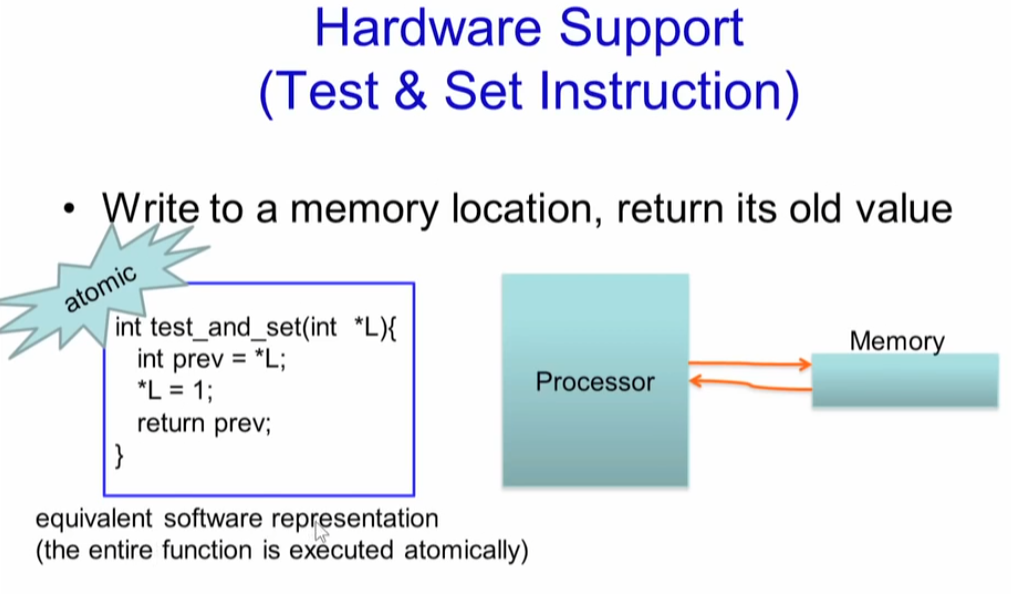 Hardware Support
(Test & Set Instruction)
• Write to a memory location, return its old value
atomic
int test_and_set(int *L){
int prev = *L;
*L = 1;
return prev;
}
equivalent software representation
(the entire function is executed atomically)
Processor
Memory